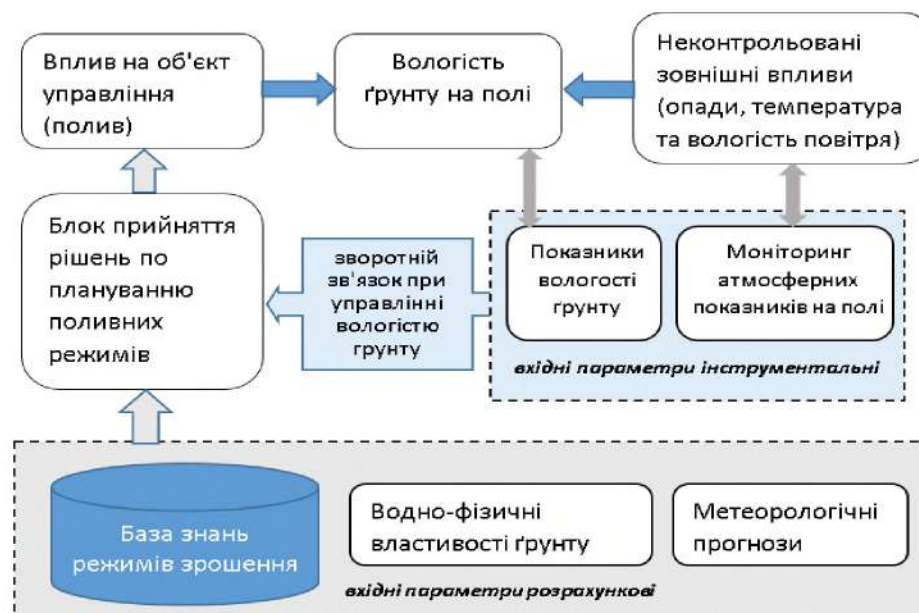 Вплив на об'єкт
управління
(полив)
Вологість
ґрунту на полі
Неконтрольовані
зовнішні впливи
(опади, температура
та вологість повітря)
Блок прийняття
рішень по
плануванню
поливних
режимів
зворотній
зв'язок при
управлінні
вологістю
ґрунту
Показники
вологості
ґрунту
Моніторинг
атмосферних
показників на полі
вхідні параметри інструментальні
База знань
режимів зрошення
Водно-фізичні
властивості ґрунту
Метеорологічні
прогнози
вхідні параметри розрахункові